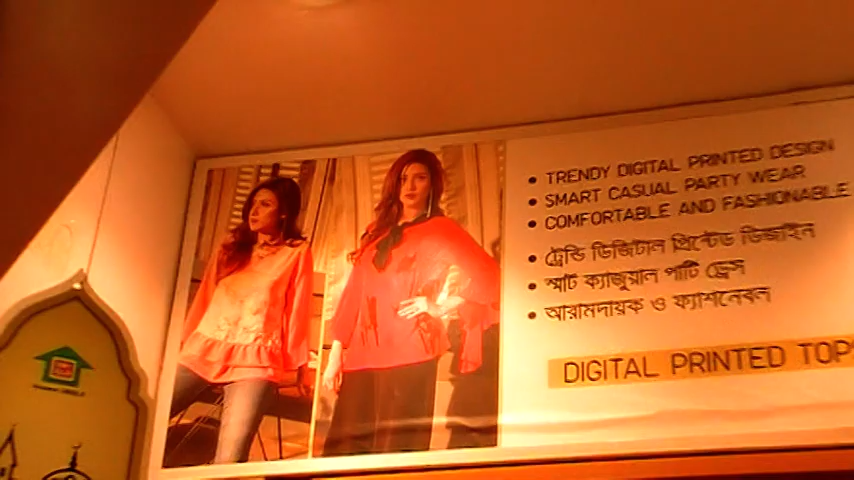 • TRENDY DIGITAL PRINTED DESIGN
• SMART CASUAL PARTY WEAR
• COMFORTABLE AND FASHIONABLE
• ট্রেন্ডি ডিজিটাল প্রিন্টেড ডিজাইন
• স্মার্ট ক্যাজুয়াল পার্টি ড্রেস
• আরামদায়ক ও ফ্যাশনেবল
DIGITAL PRINTED TOP